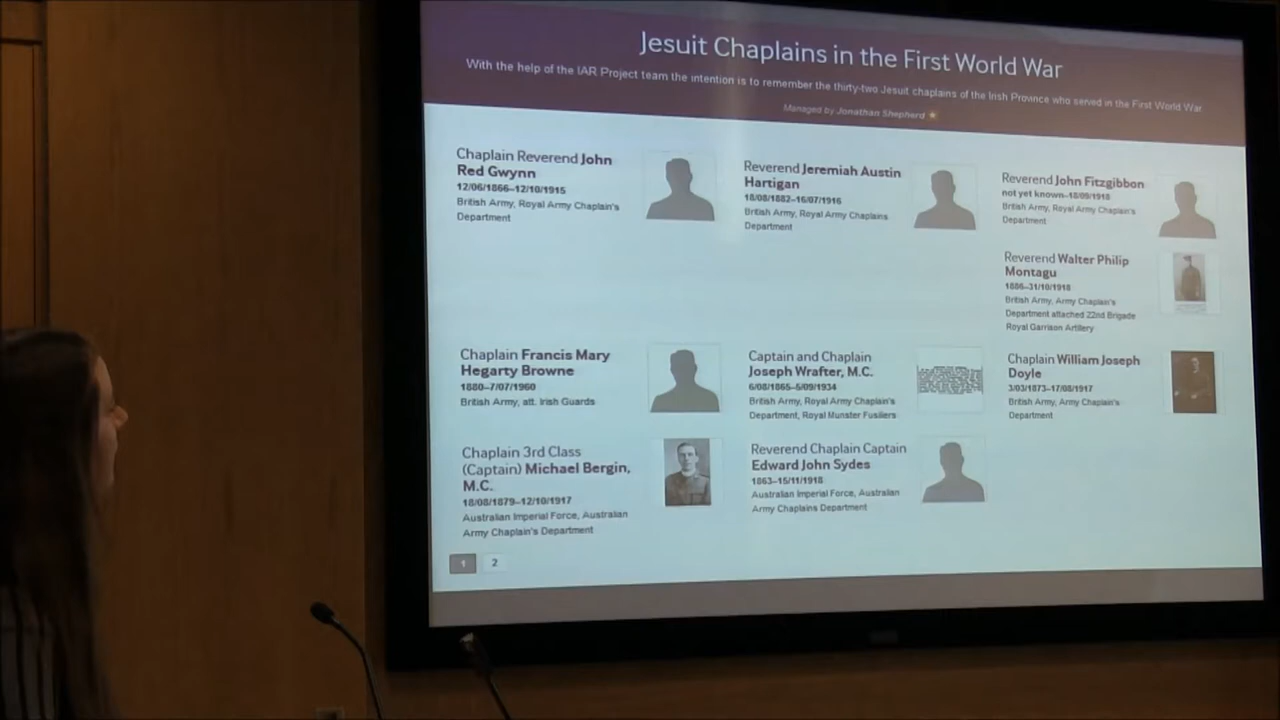 Jesuit Chaplains in the First World War
With the help of the IAR Project team the intention is to remember the thirty-two Jesuit chaplains of the Irish Province who served in the First World War
Managed by Jonathan Shepherd
Chaplain Reverend John
Red Gwynn
12/06/1866–12/10/1915
British Army, Royal Army Chaplain's
Department
Reverend Jeremiah Austin
Hartigan
18/08/1882–16/07/1916
British Army, Royal Army Chaplains
Department
Reverend John Fitzgibbon
not yet known–18/09/1918
British Army, Royal Army Chaplain's
Department
Reverend Walter Philip
Montagu
1886–31/10/1918
British Army, Army Chaplain's
Department attached 22nd Brigade
Royal Garrison Artillery
Chaplain Francis Mary
Hegarty Browne
1880–7/07/1960
British Army, att. Irish Guards
Captain and Chaplain
Joseph Wrafter, M.C.
6/08/1865–5/09/1934
British Army, Royal Army Chaplain's
Department, Royal Munster Fusiliers
Chaplain William Joseph
Doyle
3/03/1873–17/08/1917
British Army, Army Chaplain's
Department
Chaplain 3rd Class
(Captain) Michael Bergin,
M.C.
18/08/1879–12/10/1917
Australian Imperial Force, Australian
Army Chaplain's Department
Reverend Chaplain Captain
Edward John Sydes
1863–15/11/1918
Australian Imperial Force, Australian
Army Chaplains Department
1 2